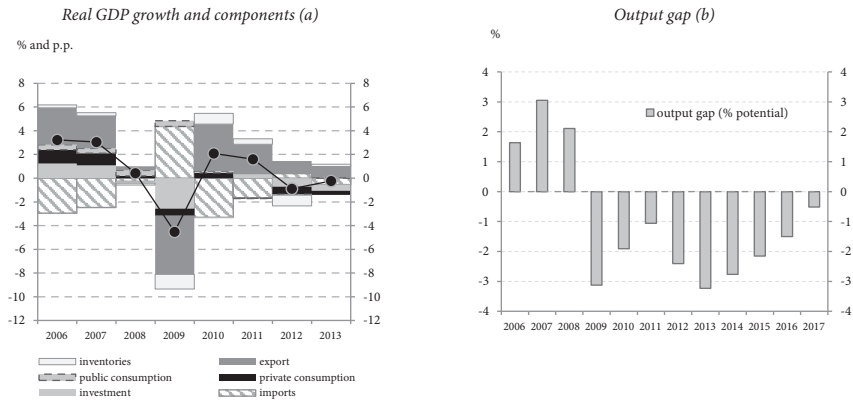 Real GDP growth and components (a)
Output gap (b)
% and p.p.
%
8 8
6 6
4 4
2 2
0 0
-2 -2
-4 -4
-6 -6
-8 -8
-10 -10
-12 -12
2006 2007 2008 2009 2010 2011 2012 2013
inventories export
public consumption private consumption
investment imports
4 4
3 3
2 2
1 1
0 0
-1 -1
-2 -2
-3 -3
-4 -4
output gap (% potential)
2006 2007 2008 2009 2010 2011 2012 2013 2014 2015 2016 2017